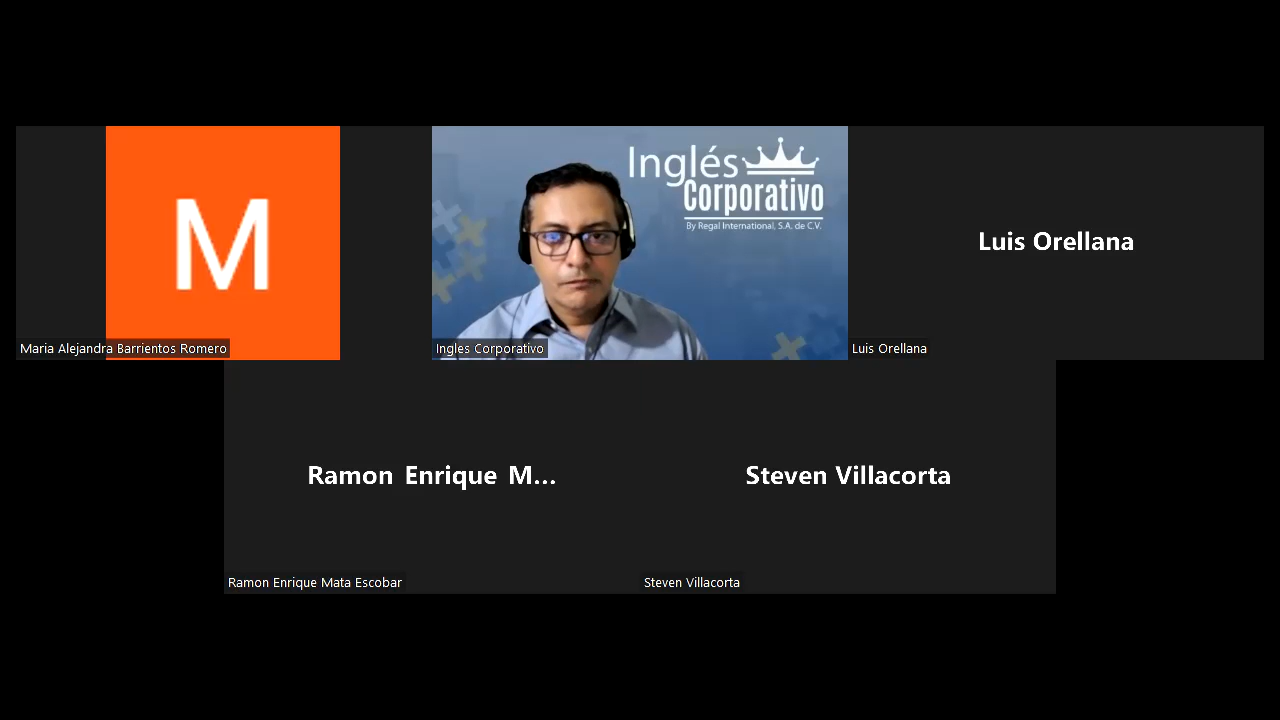 M
Inglés
Corporativo
By Regal International, S.A. de C.V.
Luis Orellana
Maria Alejandra Barrientos Romero
Ingles Corporativo
Luis Orellana
Ramon Enrique M...
Steven Villacorta
Ramon Enrique Mata Escobar
Steven Villacorta